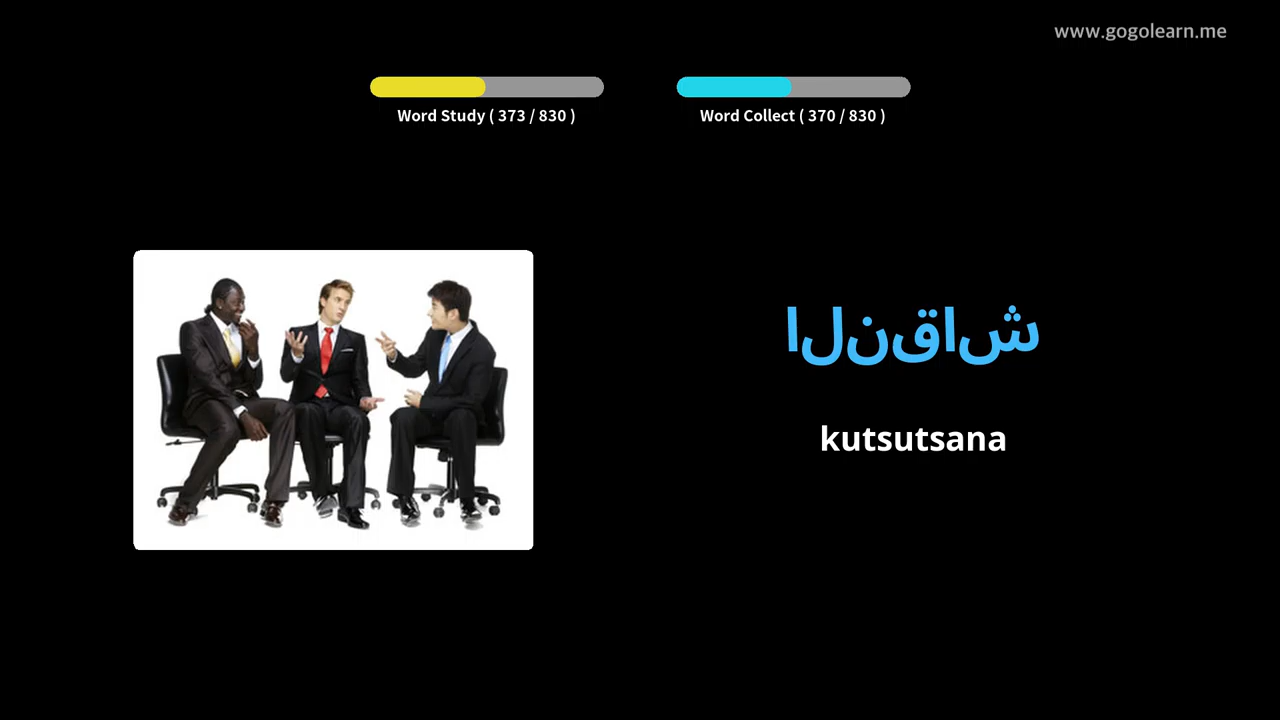 www.gogolearn.me
Word Study ( 373 / 830 )
Word Collect ( 370 / 830 )
النقاش
kutsutsana